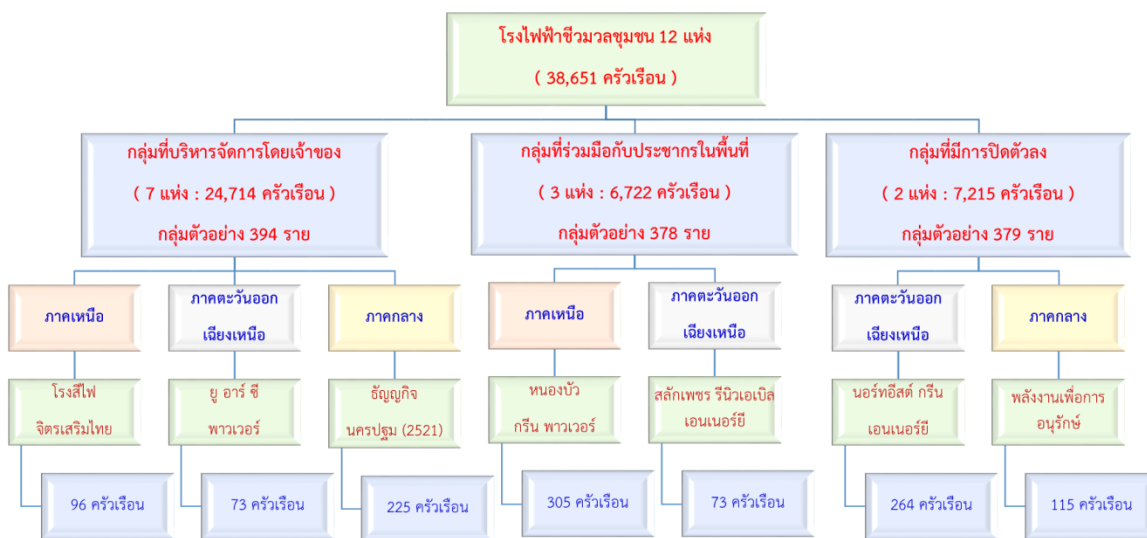 โรงไฟฟ้าชีวมวลชุมชน 12 แห่ง
( 38,651 ครัวเรือน )
กลุ่มที่บริหารจัดการโดยเจ้าของ
( 7 แห่ง : 24,714 ครัวเรือน )
กลุ่มตัวอย่าง 394 ราย
กลุ่มที่ร่วมมือกับประชากรในพื้นที่
( 3 แห่ง : 6,722 ครัวเรือน )
กลุ่มตัวอย่าง 378 ราย
กลุ่มที่มีการปิดตัวลง
( 2 แห่ง : 7,215 ครัวเรือน )
กลุ่มตัวอย่าง 379 ราย
ภาคเหนือ
ภาคตะวันออก
เฉียงเหนือ
ภาคกลาง
ภาคเหนือ
ภาคตะวันออก
เฉียงเหนือ
ภาคตะวันออก
เฉียงเหนือ
ภาคกลาง
โรงสีไฟ
จิตรเสริมไทย
ยู อาร์ ซี
พาวเวอร์
ธัญญกิจ
นครปฐม (2521)
หนองบัว
กรีน พาวเวอร์
สลักเพชร รีนิวเอเบิล
เอนเนอร์ยี
นอร์ทอีสต์ กรีน
เอนเนอร์ยี
พลังงานเพื่อการ
อนุรักษ์
96 ครัวเรือน
73 ครัวเรือน
225 ครัวเรือน
305 ครัวเรือน
73 ครัวเรือน
264 ครัวเรือน
115 ครัวเรือน